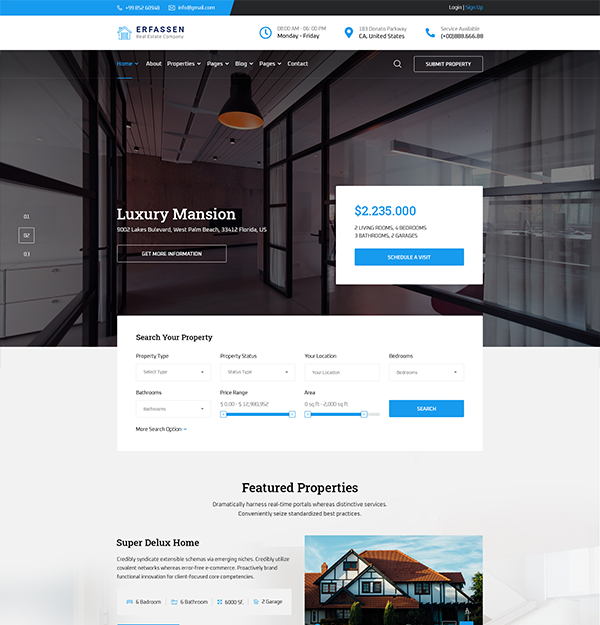 +99 852 60948 info@gmail.com Login | Sign Up
ERFASSEN
Real Estate Company
08:00 AM - 06: 00 PM
Monday - Friday
183 Donato Parkway
CA, United States
Service Available
(+00)888.666.88
Home About Properties Pages Blog Pages Contact
SUBMIT PROPERTY
01
02
03
Luxury Mansion
9002 Lakes Bulevard, West Palm Beach, 33412 Florida, US
GET MORE INFORMATION
$2.235.000
2 LIVING ROOMS, 4 BEDROOMS
3 BATHROOMS, 2 GARAGES
SCHEDULE A VISIT
Search Your Property
Property Type Property Status Your Location Bedrooms
Select Type Status Type Your Location Bedrooms
Bathrooms Price Range Area
Bathrooms $ 0.00 - $ 12,980,952 0 sq ft -2,000 sq ft SEARCH
More Search Option
Featured Properties
Dramatically harness real-time portals whereas distinctive services.
Conveniently seize standardized best practices.
Super Delux Home
Credibly syndicate extensible schemas via emerging niches. Credibly utilize
covalent networks whereas error-free e-commerce. Proactively brand
functional innovation for client-focused core competencies.
6 Badroom 6 Bathroom 6000 SF. 2 Garage